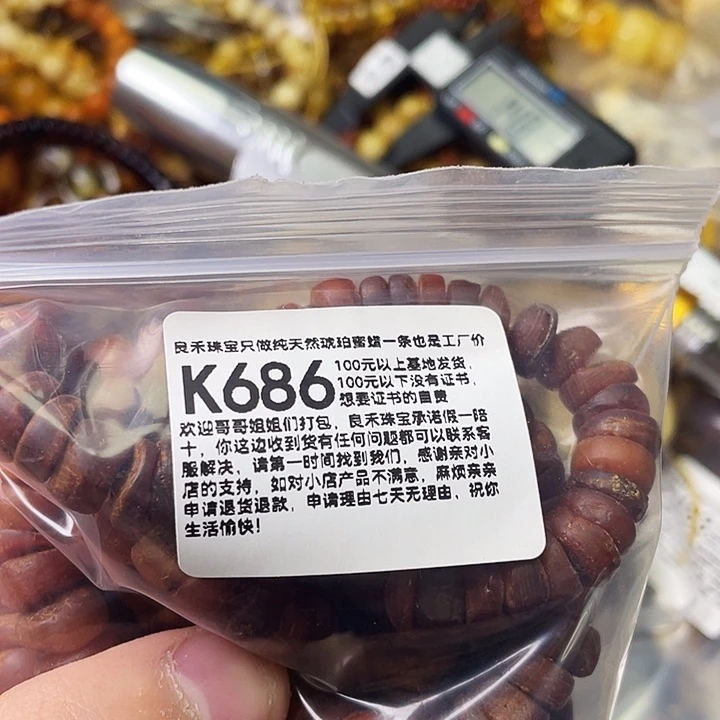 良禾珠宝只做纯天然琥珀蜜蜡一条也是工厂价
K686
100元以上基地发货,
100元以下没有证书,
想要证书的自费
欢迎哥哥姐姐们打包, 良禾珠宝承诺假一赔
十, 你这边收到货有任何问题都可以联系客
服解决, 请第一时间找到我们, 感谢亲对小
店的支持, 如对小店产品不满意, 麻烦亲亲
申请退货退款, 申请理由七天无理由, 祝你
生活愉快!